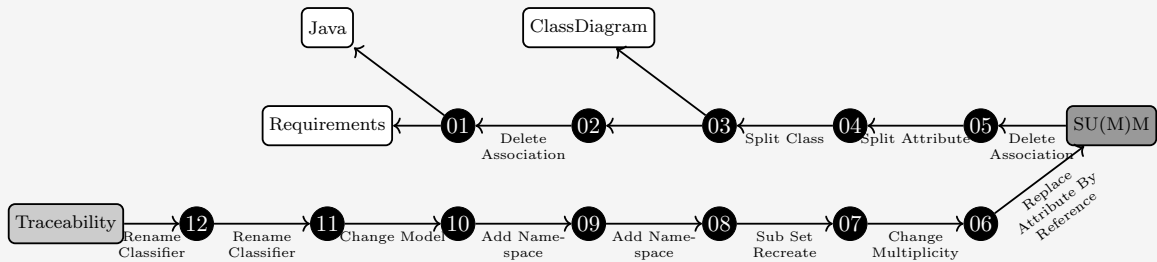 Java
ClassDiagram
Requirements
01
02
03
04
05
SU(M)M
Delete
Association
Split Class
Split Attribute
Delete
Association
Replace
Attribute By
Reference
Traceability
12
11
10
09
08
07
06
Rename
Classifier
Rename
Classifier
Change Model
Add Name-
space
Add Name-
space
Sub Set
Recreate
Change
Multiplicity